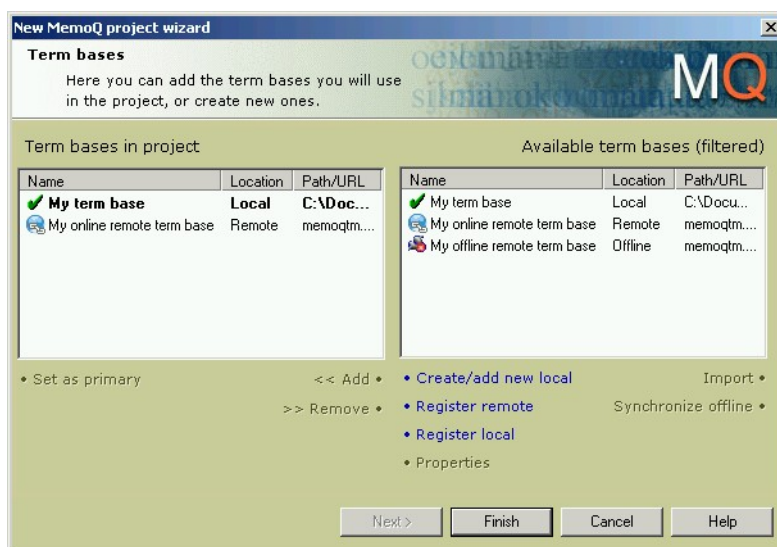 New MemoQ project wizard
Term bases
Here you can add the term bases you will use
in the project, or create new ones.
MQ
Term bases in project
Name Location Path/URL
My term base Local C:\Doc...
My online remote term base Remote memoqtm....
Set as primary
<< Add
>> Remove
Available term bases (filtered)
Name Location Path/URL
My term base Local C:\Docu...
My online remote term base Remote memoqtm....
My offline remote term base Offline memoqtm....
• Create/add new local
• Register remote
• Register local
• Properties
Import •
Synchronize offline •
Next >
Finish
Cancel
Help